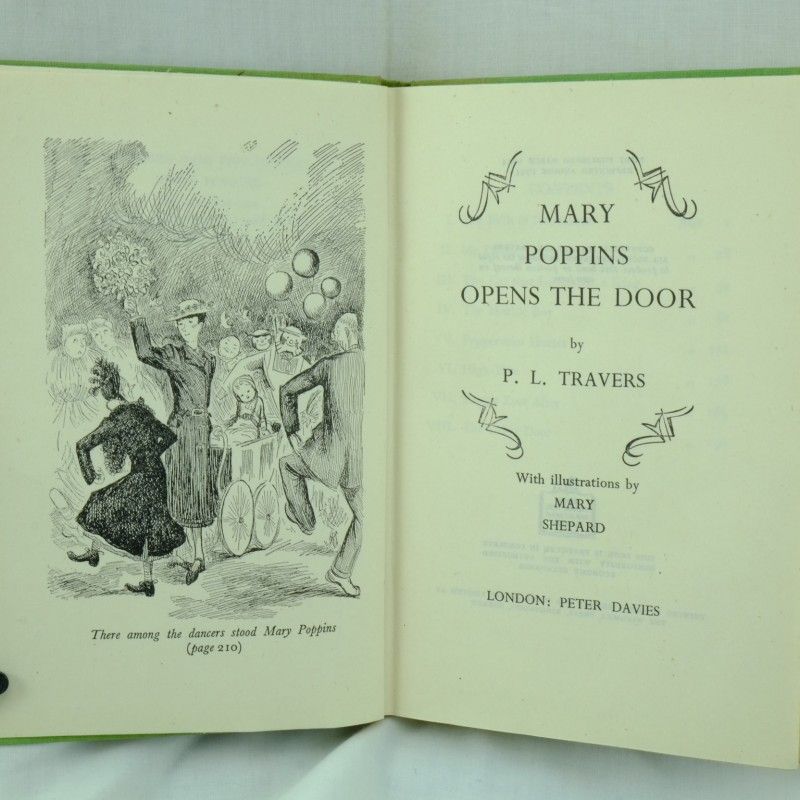 There among the dancers stood Mary Poppins
(page 210)
MARY
POPPINS
OPENS THE DOOR
by
P. L. TRAVERS
With illustrations by
MARY
SHEPARD
LONDON: PETER DAVIES